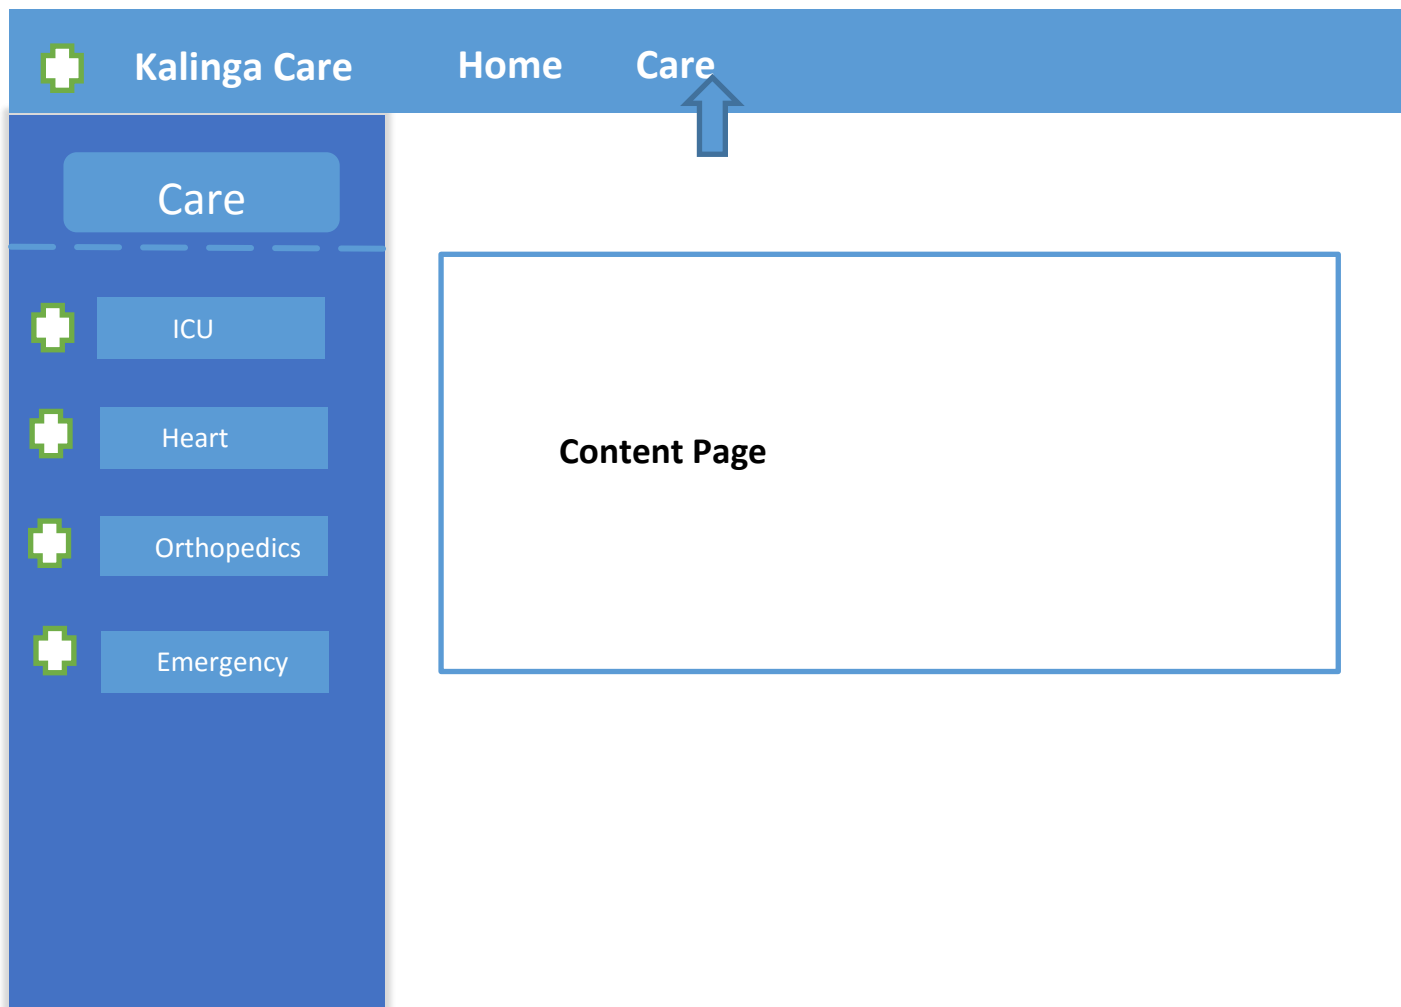 Kalinga Care
Home
Care
Care
ICU
Heart
Orthopedics
Emergency
Content Page